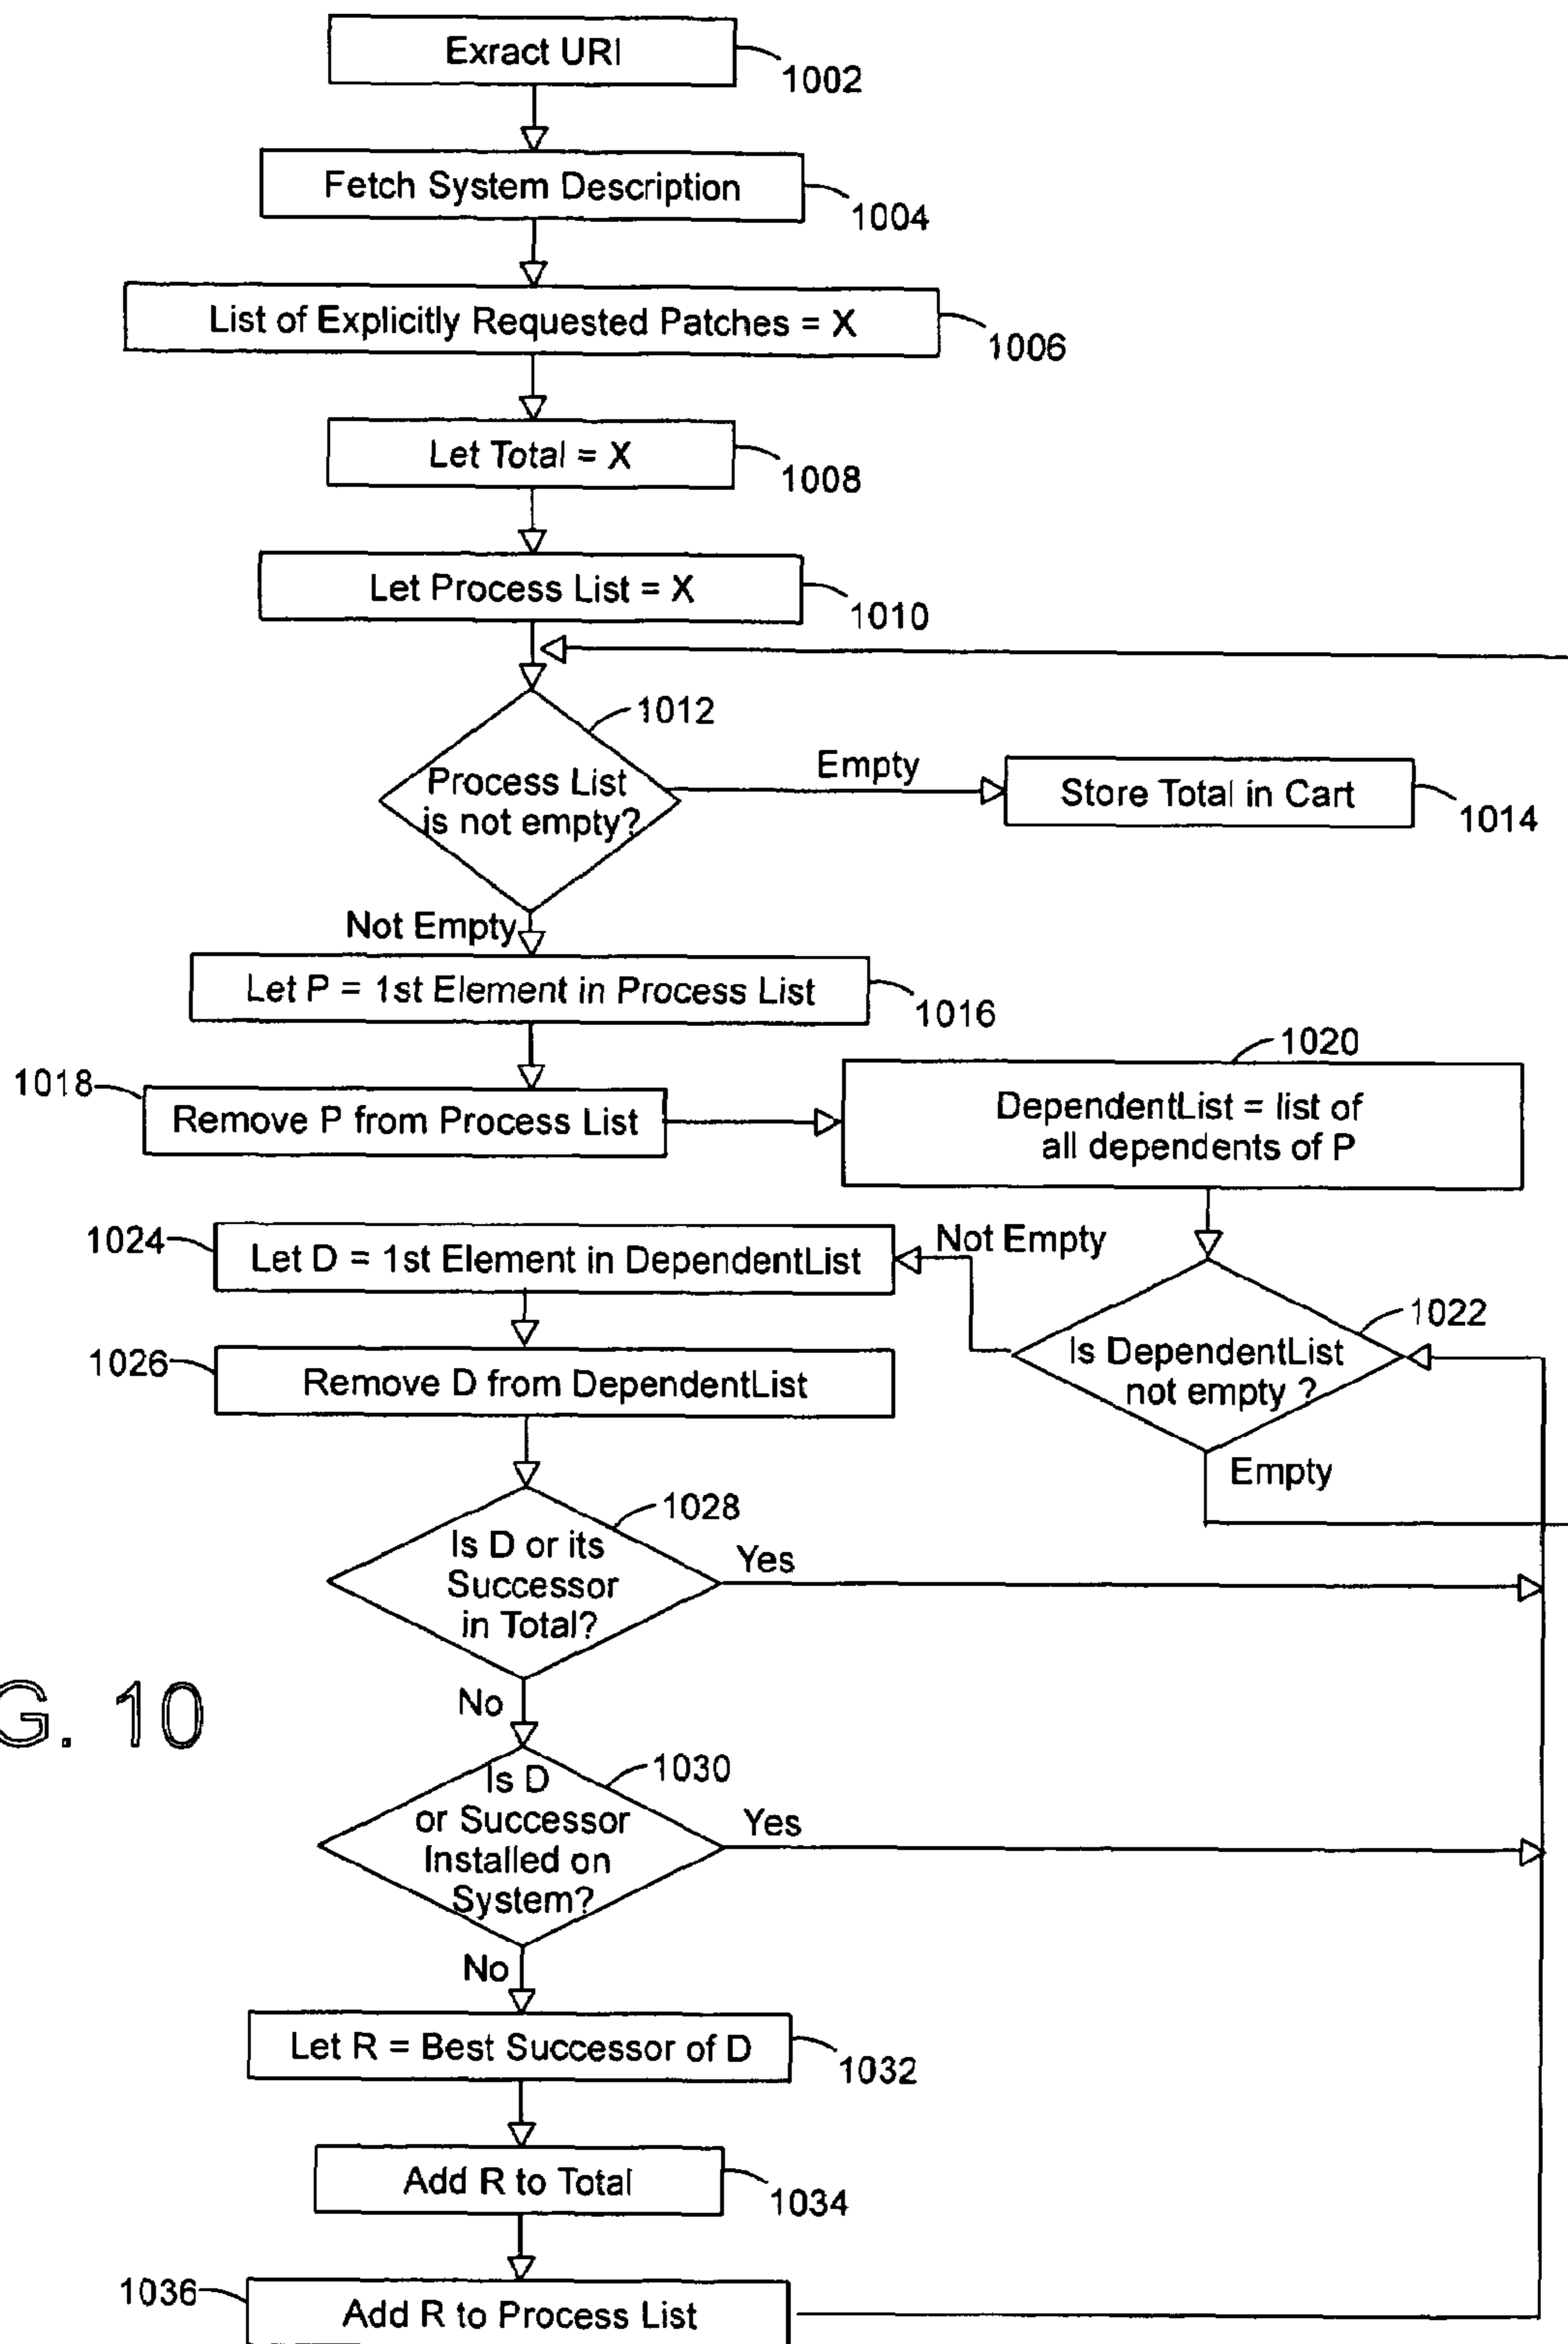 Exract URI
1002
Fetch System Description
1004
List of Explicitly Requested Patches = X
1006
Let Total = X
1008
Let Process List = X
1010
1012
Process List
is not empty?
Empty
Store Total in Cart
1014
Not Empty
Let P = 1st Element in Process List
1016
1018
Remove P from Process List
1020
DependentList = list of
all dependents of P
1024
Let D = 1st Element in DependentList
Not Empty
1022
Is DependentList
not empty ?
Empty
1026
Remove D from DependentList
1028
Is D or its
Successor
in Total?
Yes
No
G. 10
1030
Is D
or Successor
Installed on
System?
Yes
No
Let R = Best Successor of D
1032
Add R to Total
1034
1036
Add R to Process List